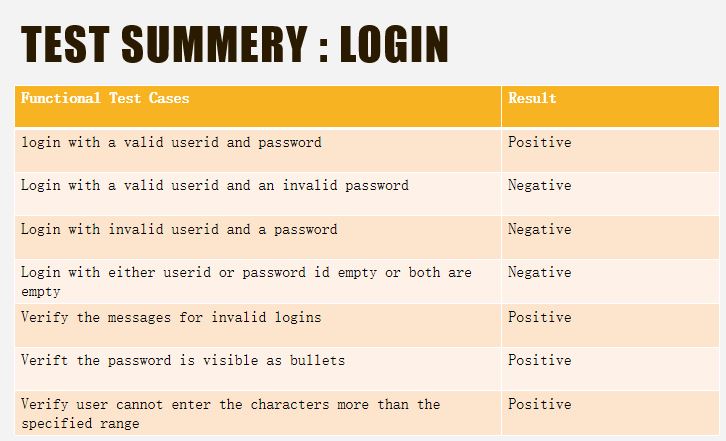 TEST SUMMERY : LOGIN
Functional Test Cases
Result
login with a valid userid and password
Positive
Login with a valid userid and an invalid password
Negative
Login with invalid userid and a password
Negative
Login with either userid or password id empty or both are
empty
Negative
Verify the messages for invalid logins
Positive
Verift the password is visible as bullets
Positive
Verify user cannot enter the characters more than the
specified range
Positive